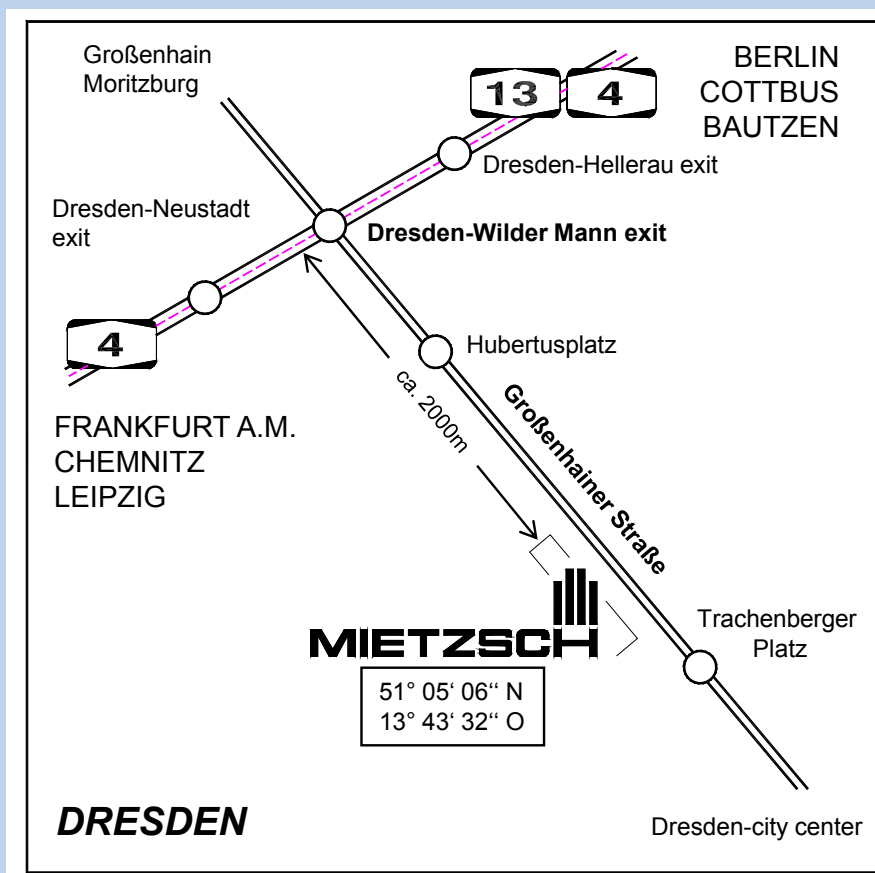 Großenhain
Moritzburg
BERLIN
COTTBUS
BAUTZEN
13
4
Dresden-Hellerau exit
Dresden-Neustadt
exit
Dresden-Wilder Mann exit
4
Hubertusplatz
ca. 2000m
FRANKFURT A.M.
CHEMNITZ
LEIPZIG
Großenhainer Straße
MIETZSCH
Trachenberger
Platz
51° 05‘ 06“ N
13° 43‘ 32“ O
DRESDEN
Dresden-city center